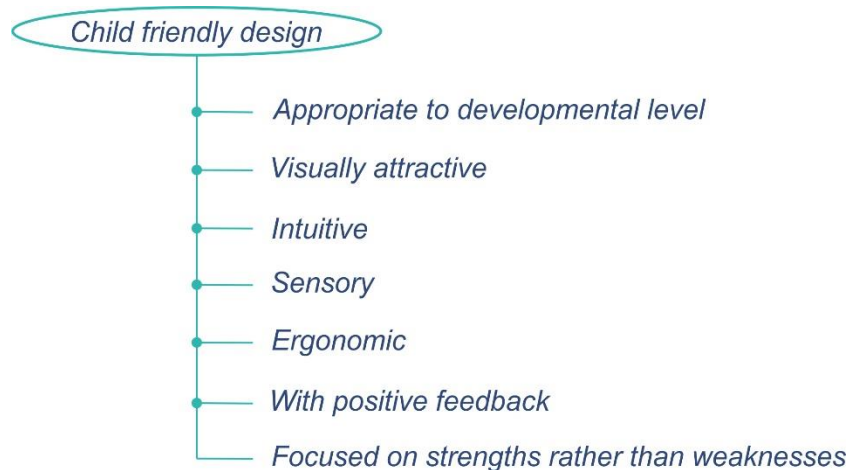 Child friendly design
Appropriate to developmental level
Visually attractive
Intuitive
Sensory
Ergonomic
With positive feedback
Focused on strengths rather than weaknesses